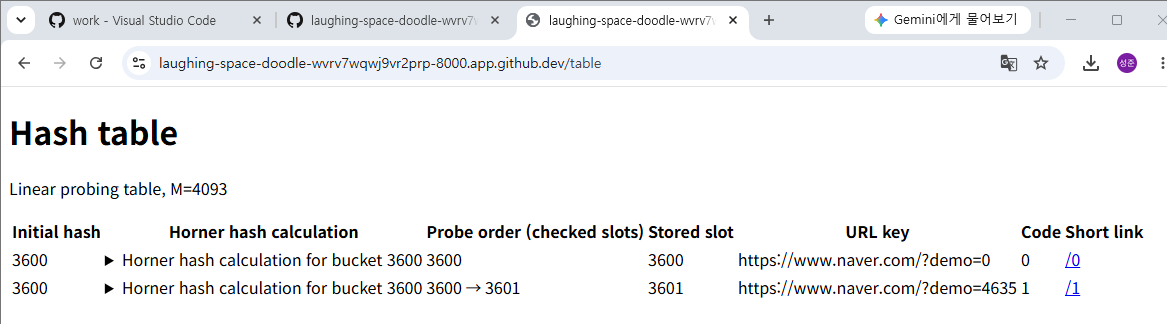 work - Visual Studio Code
laughing-space-doodle-wvrv7
laughing-space-doodle-wvrv7
Gemini에게 물어보기
laughing-space-doodle-wvrv7wqwj9vr2prp-8000.app.github.dev/table
성준
Hash table
Linear probing table, M=4093
Initial hash Horner hash calculation Probe order (checked slots) Stored slot URL key Code Short link
3600 ▶ Horner hash calculation for bucket 3600 3600 3600 https://www.naver.com/?demo=0 0 /0
3600 ▶ Horner hash calculation for bucket 3600 3600 → 3601 3601 https://www.naver.com/?demo=4635 1 /1